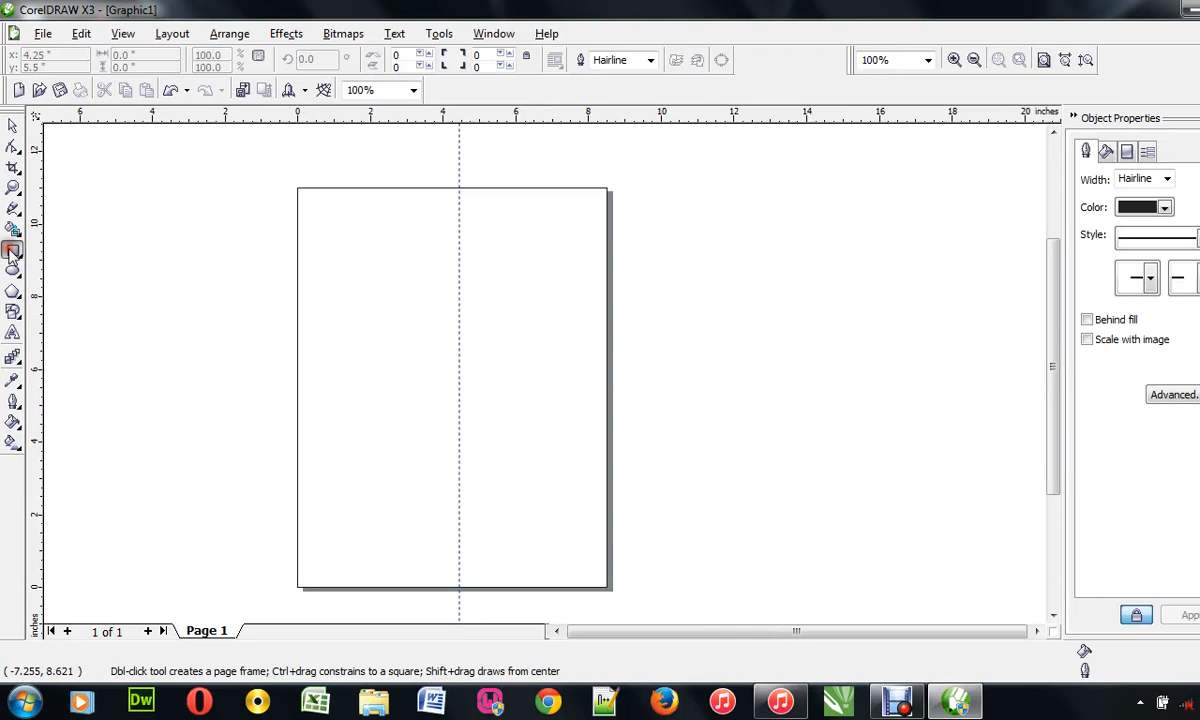 CorelDRAW X3 - [Graphic1]
File Edit View Layout Arrange Effects Bitmaps Text Tools Window Help
x: 4.25 " 0.0 " 100.0 0.0 0 0 Hairline 100%
y: 5.5 " 0.0 " 100.0 0 0
100%
6 4 2 0 2 4 6 8 10 12 14 16 18 20 inches
Object Properties
12
10
8
6
4
2
0
inches
Width: Hairline
Color:
Style:
Behind fill
Scale with image
Advanced.
App
1 of 1 Page 1
( -7.255, 8.621 ) Dbl-click tool creates a page frame; Ctrl+drag constrains to a square; Shift+drag draws from center
Dw